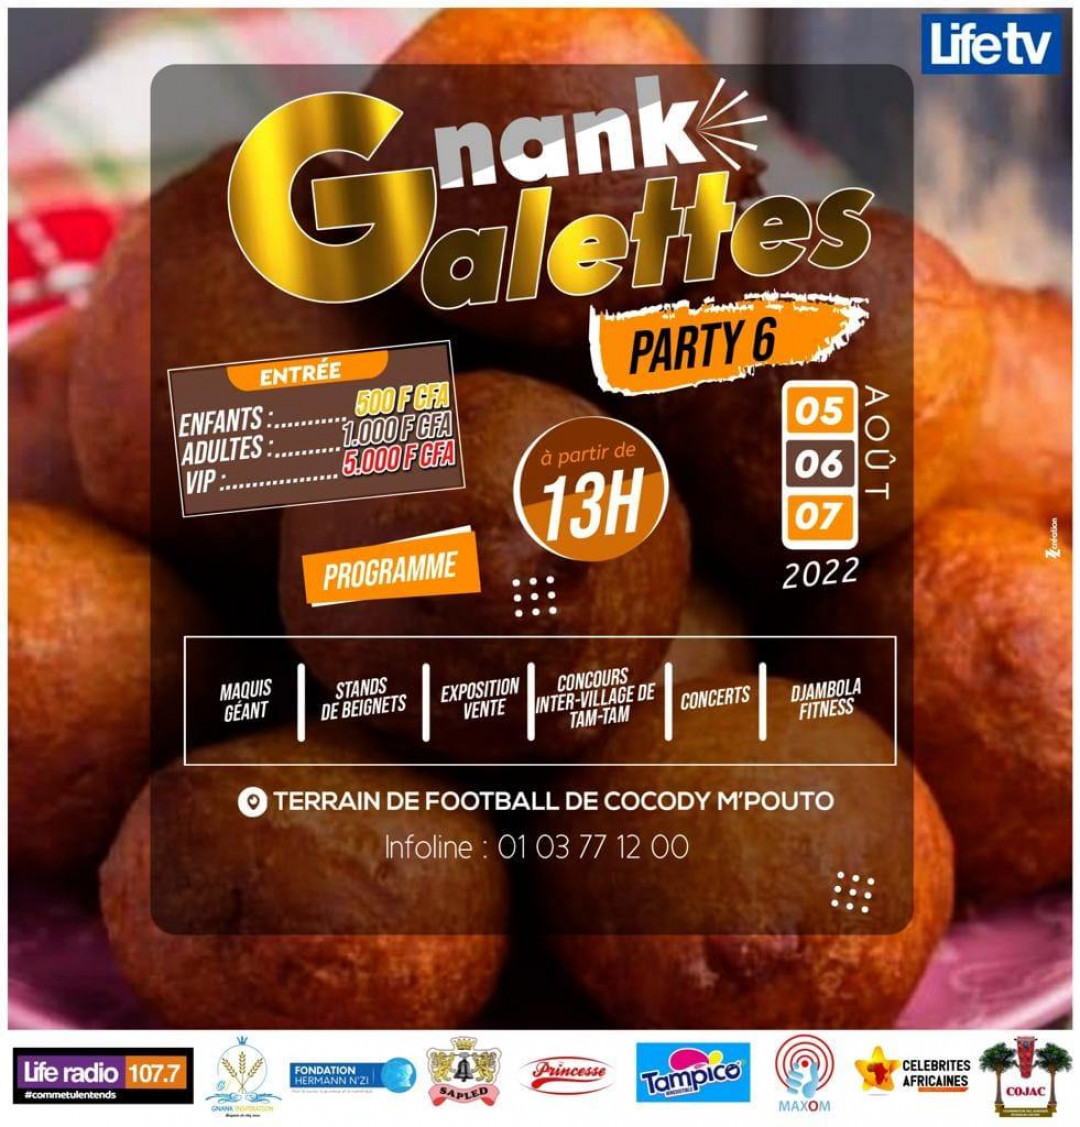 Life tv
Gnank
Galettes
PARTY 6
ENTRÉE
ENFANTS :........... 500 F CFA
ADULTES :.......... 1.000 F CFA
VIP :.................. 5.000 F CFA
à partir de
13H
05
06
07
AOÛT
2022
PROGRAMME
MAQUIS
GÉANT
STANDS
DE BEIGNETS
EXPOSITION
VENTE
CONCOURS
INTER-VILLAGE DE
TAM-TAM
CONCERTS
DJAMBOLA
FITNESS
TERRAIN DE FOOTBALL DE COCODY M'POUTO
Infoline : 01 03 77 12 00
création
Life radio 107.7
#commetulentends
GNANK INSPIRATION
FONDATION
HERMANN N'ZI
SAPLED
Princesse
Tampico
MAXOM
CELEBRITES
AFRICAINES
COJAC